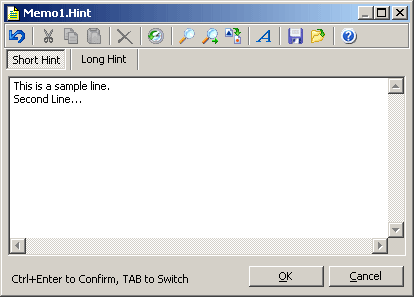 Memo1.Hint
Short Hint
Long Hint
This is a sample line.
Second Line...
Ctrl+Enter to Confirm, TAB to Switch
OK
Cancel